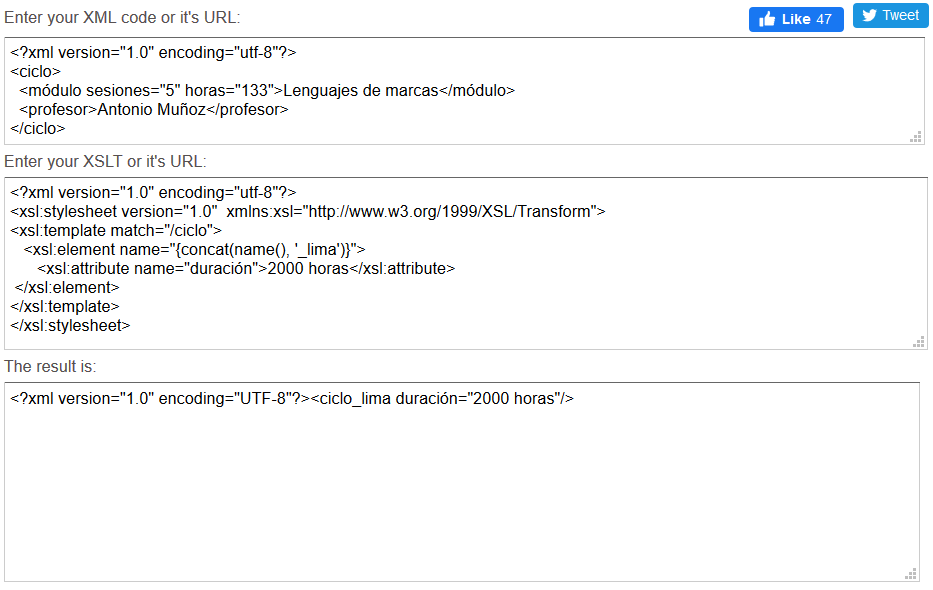 Enter your XML code or it's URL:
Like 47
Tweet
<?xml version="1.0" encoding="utf-8"?>
<ciclo>
  <módulo sesiones="5" horas="133">Lenguajes de marcas</módulo>
  <profesor>Antonio Muñoz</profesor>
</ciclo>
Enter your XSLT or it's URL:
<?xml version="1.0" encoding="utf-8"?>
<xsl:stylesheet version="1.0"  xmlns:xsl="http://www.w3.org/1999/XSL/Transform">
<xsl:template match="/ciclo">
   <xsl:element name="{concat(name(), '_lima')}">
      <xsl:attribute name="duración">2000 horas</xsl:attribute>
 </xsl:element>
</xsl:template>
</xsl:stylesheet>
The result is:
<?xml version="1.0" encoding="UTF-8"?><ciclo_lima duración="2000 horas"/>